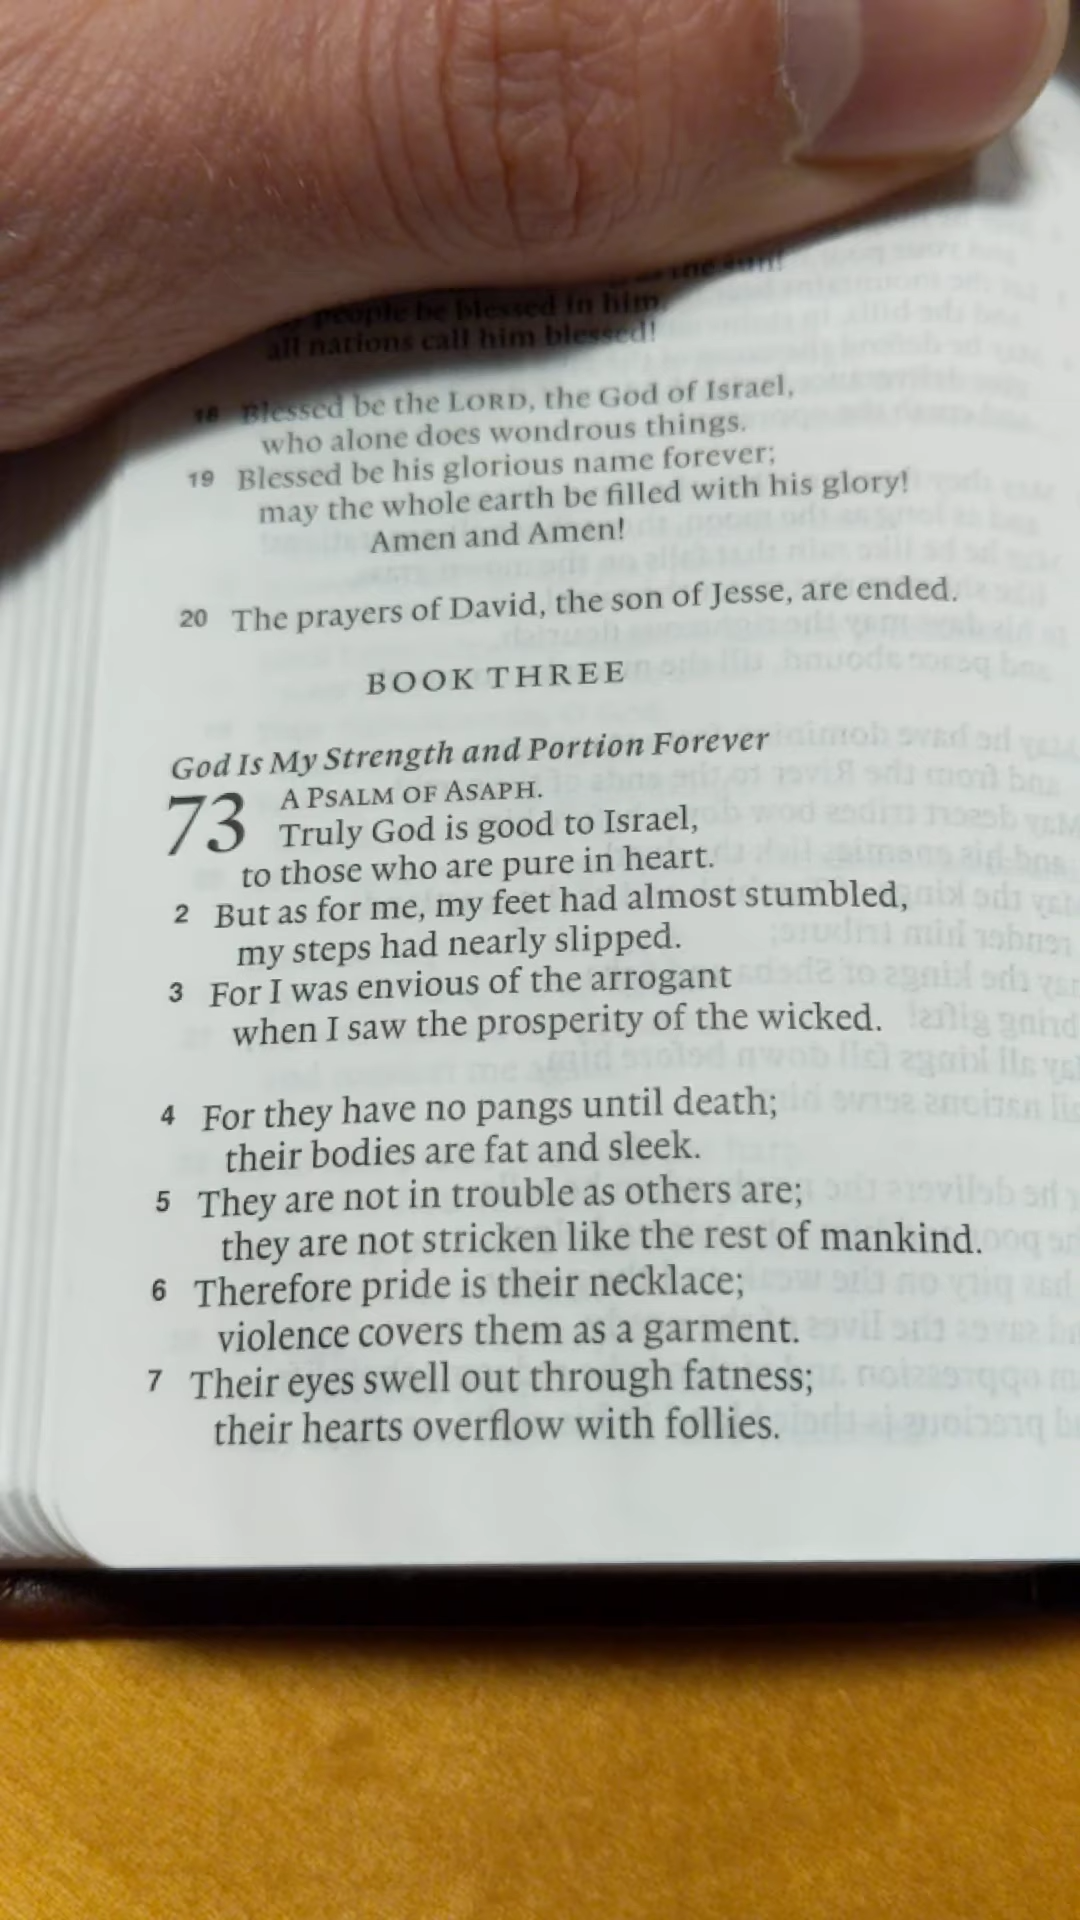 the sun!
people be blessed in him,
all nations call him blessed!
18 Blessed be the LORD, the God of Israel,
who alone does wondrous things.
19 Blessed be his glorious name forever;
may the whole earth be filled with his glory!
Amen and Amen!
20 The prayers of David, the son of Jesse, are ended.
BOOK THREE
God Is My Strength and Portion Forever
73 A PSALM OF ASAPH.
Truly God is good to Israel,
to those who are pure in heart.
2 But as for me, my feet had almost stumbled,
my steps had nearly slipped.
3 For I was envious of the arrogant
when I saw the prosperity of the wicked.
4 For they have no pangs until death;
their bodies are fat and sleek.
5 They are not in trouble as others are;
they are not stricken like the rest of mankind.
6 Therefore pride is their necklace;
violence covers them as a garment.
7 Their eyes swell out through fatness;
their hearts overflow with follies.